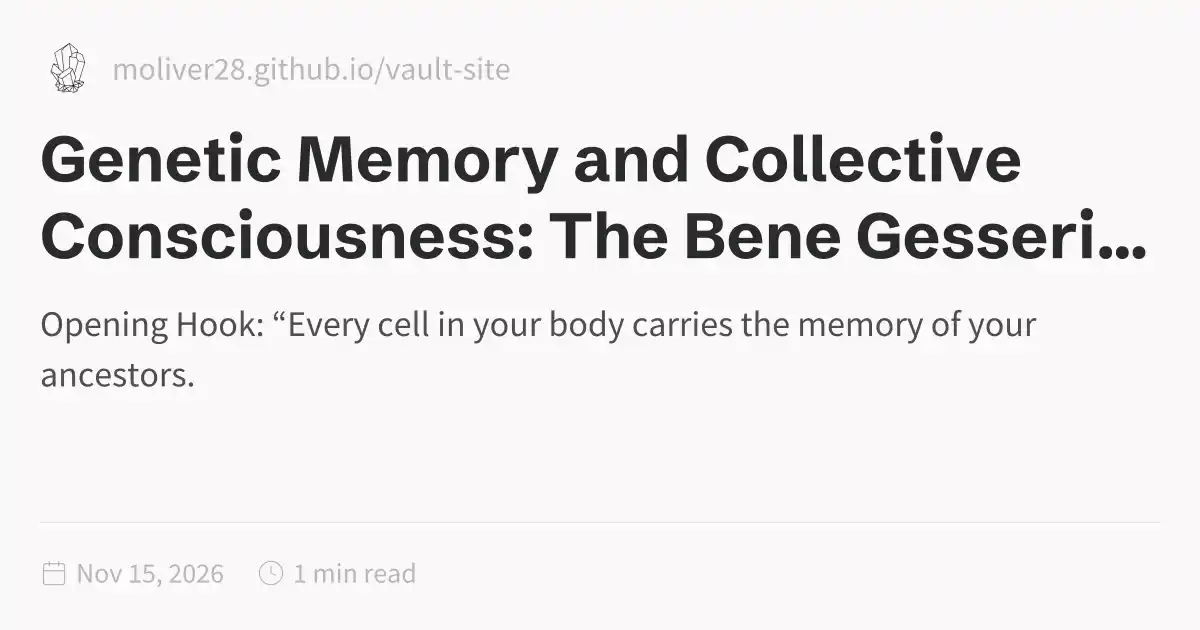 moliver28.github.io/vault-site
Genetic Memory and Collective
Consciousness: The Bene Gesseri...
Opening Hook: “Every cell in your body carries the memory of your
ancestors.
Nov 15, 2026
1 min read